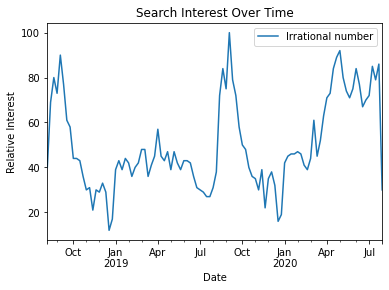 Search Interest Over Time
Irrational number
Relative Interest
100
80
60
40
20
Oct Jan Apr Jul Oct Jan Apr Jul
2019 2020
Date